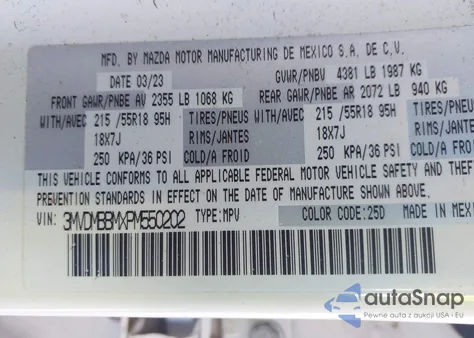 MFD. BY MAZDA MOTOR MANUFACTURING DE MEXICO S.A. DE C.V.
DATE 03/23 GVWR/PNBV 4381 LB 1987 KG
FRONT GAWR/PNBE AV 2355 LB 1068 KG REAR GAWR/PNBE AR 2072 LB 940 KG
WITH/AVEC 215 /55R18 95H TIRES/PNEUS WITH/AVEC 215 /55R18 95H TIRES/PNEUS
18X7J RIMS/JANTES 18X7J RIMS/JANTES
250 KPA/36 PSI COLD/A FROID 250 KPA/36 PSI COLD/A FROID
THIS VEHICLE CONFORMS TO ALL APPLICABLE FEDERAL MOTOR VEHICLE SAFETY AND THEFT
PREVENTION STANDARDS IN EFFECT ON THE DATE OF MANUFACTURE SHOWN ABOVE.
VIN: 3MVDMBBMXPM550202 TYPE:MPV COLOR CODE:25D MADE IN MEX
autoSnap
Pewne auta z aukcji USA - EU